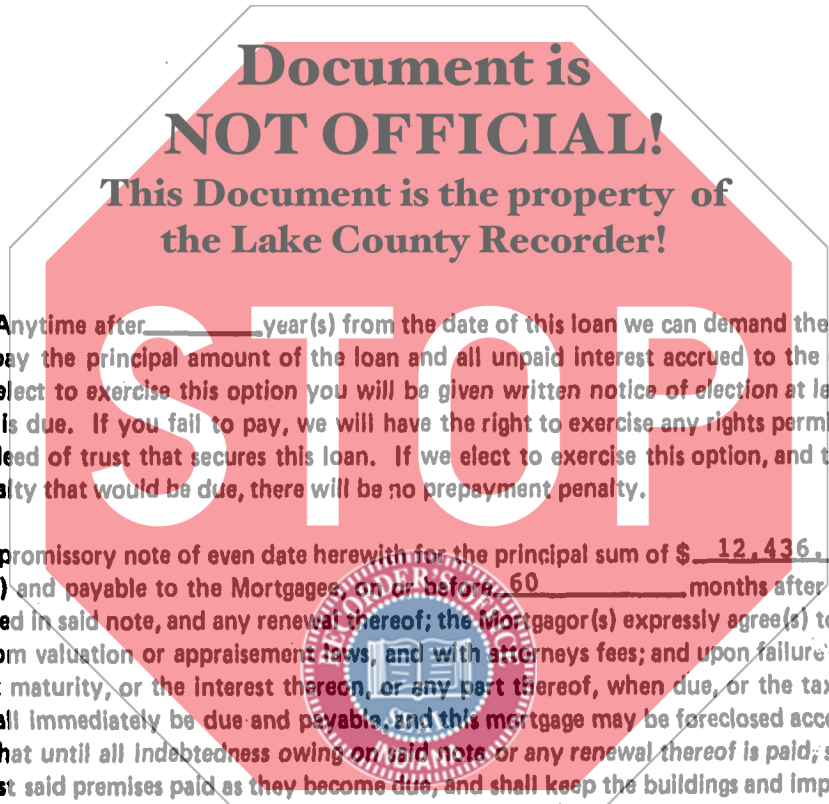 Document is
NOT OFFICIAL!
This Document is the property of
the Lake County Recorder!
STOP
Anytime after year(s) from the date of this loan we can demand the
pay the principal amount of the loan and all unpaid interest accrued to the
elect to exercise this option you will be given written notice of election at le
is due. If you fail to pay, we will have the right to exercise any rights permi
leed of trust that secures this loan. If we elect to exercise this option, and t
alty that would be due, there will be no prepayment penalty.
promissory note of even date herewith for the principal sum of $ 12,436.
) and payable to the Mortgagee, on or before 60 months after
ed in said note, and any renewal thereof; the Mortgagor(s) expressly agree(s) to
om valuation or appraisement laws, and with attorneys fees; and upon failure
maturity, or the interest thereon, or any part thereof, when due, or the tax
all immediately be due and payable, and this mortgage may be foreclosed acco
hat until all indebtedness owing on said note or any renewal thereof is paid, s
st said premises paid as they become due, and shall keep the buildings and imp
RECORDER'S OFFICE
SEAL